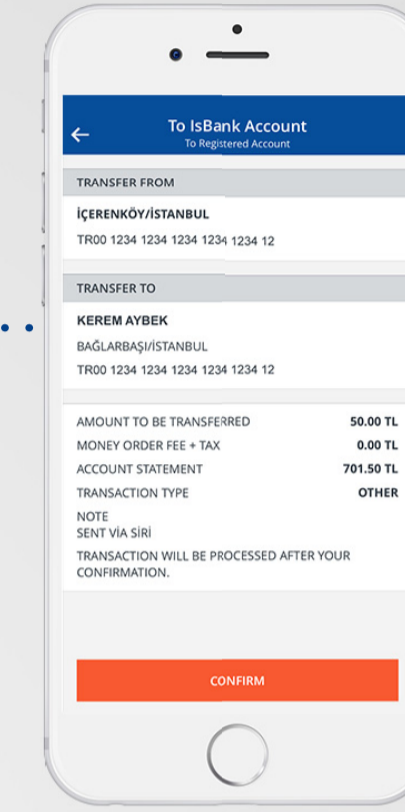 To IsBank Account
To Registered Account
TRANSFER FROM
İÇERENKÖY/İSTANBUL
TR00 1234 1234 1234 1234 1234 12
TRANSFER TO
KEREM AYBEK
BAĞLARBAŞI/İSTANBUL
TR00 1234 1234 1234 1234 1234 12
AMOUNT TO BE TRANSFERRED 50.00 TL
MONEY ORDER FEE + TAX 0.00 TL
ACCOUNT STATEMENT 701.50 TL
TRANSACTION TYPE OTHER
NOTE
SENT VİA SİRİ
TRANSACTION WILL BE PROCESSED AFTER YOUR
CONFIRMATION.
CONFIRM